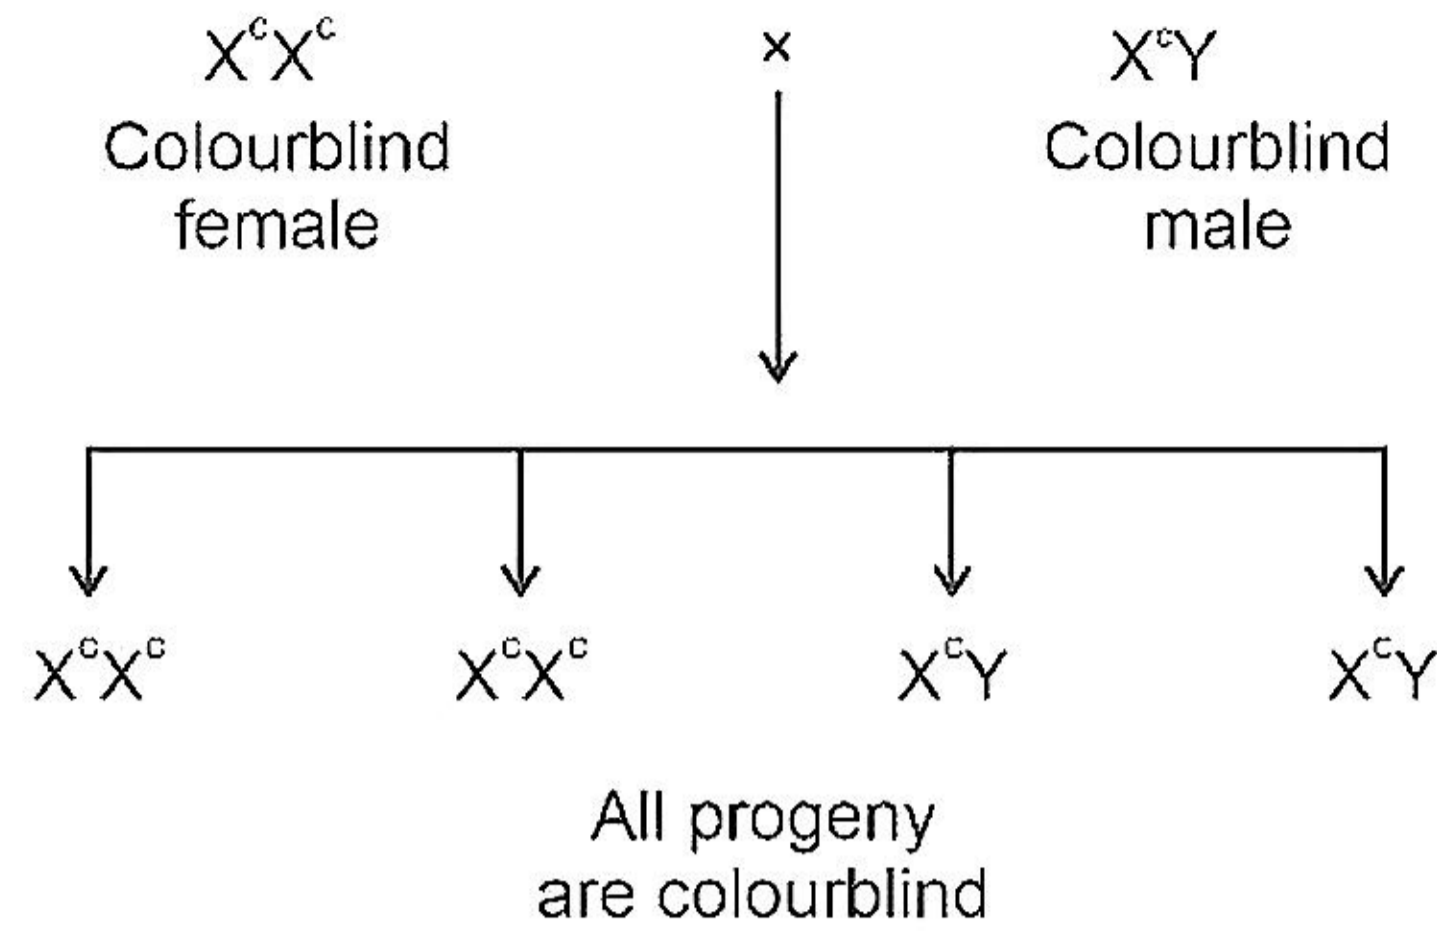 XᶜXᶜ × XᶜY
Colourblind female
Colourblind male
XᶜXᶜ XᶜXᶜ XᶜY XᶜY
All progeny
are colourblind